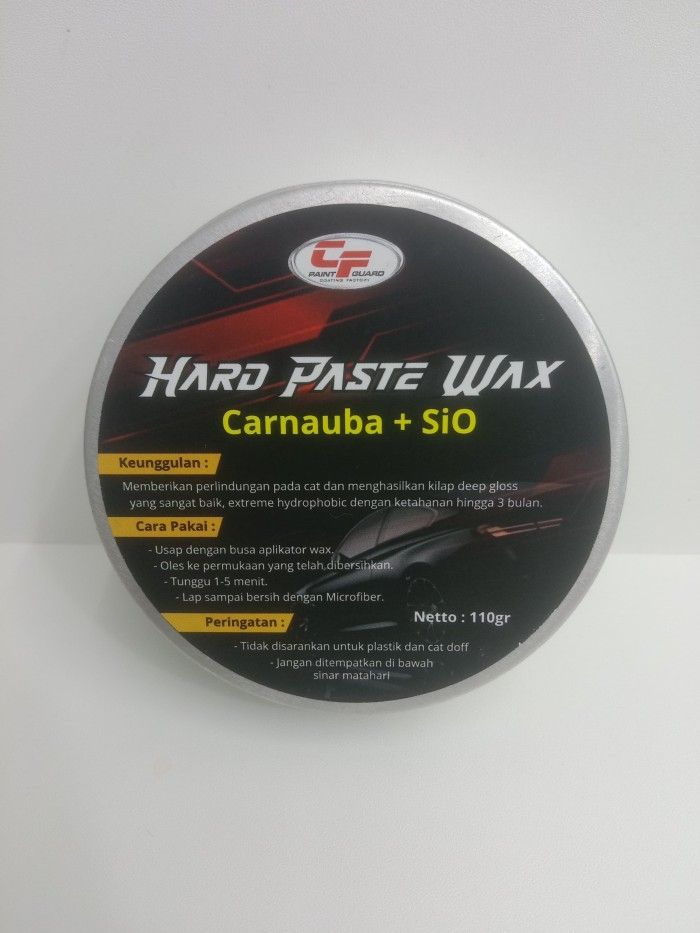 CF
PAINT GUARD
COATING FACTORY
HARD PASTE WAX
Carnauba + SiO
Keunggulan :
Memberikan perlindungan pada cat dan menghasilkan kilap deep gloss
yang sangat baik, extreme hydrophobic dengan ketahanan hingga 3 bulan.
Cara Pakai :
- Usap dengan busa aplikator wax.
- Oles ke permukaan yang telah dibersihkan.
- Tunggu 1-5 menit.
- Lap sampai bersih dengan Microfiber.
Netto : 110gr
Peringatan :
- Tidak disarankan untuk plastik dan cat doff
- Jangan ditempatkan di bawah
sinar matahari